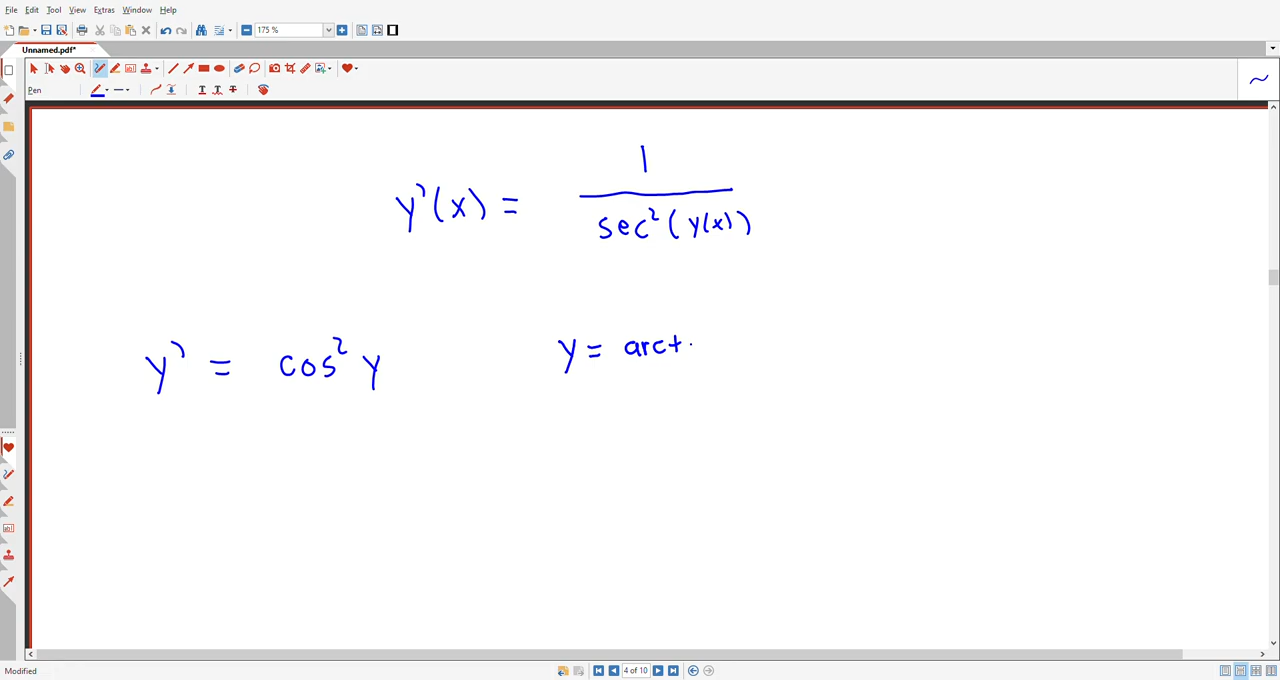 File Edit Tool View Extras Window Help
175 %
Unnamed.pdf*
Pen
y'(x) = 1 / sec²(y(x))
y' = cos² y
y = arct
Modified
4 of 10